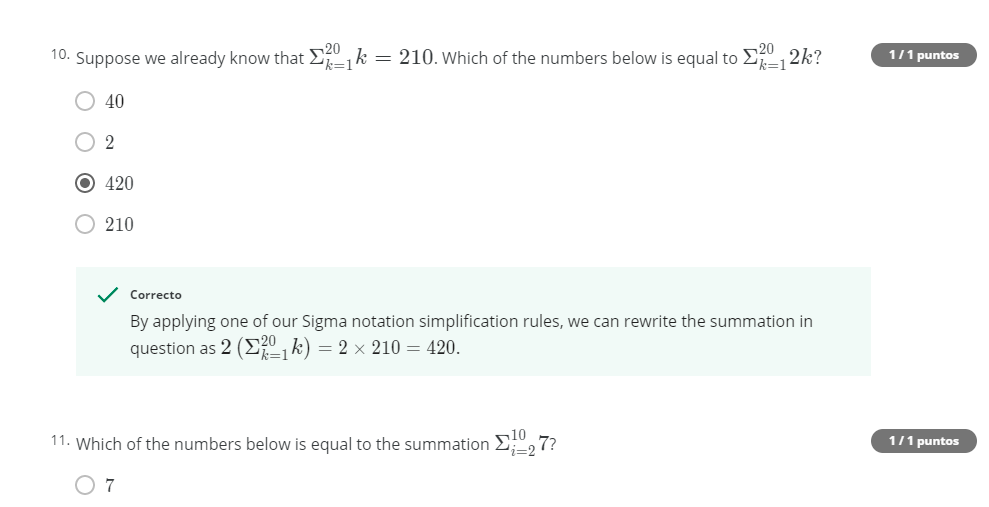 10. Suppose we already know that Σ_{k=1}^{20} k = 210. Which of the numbers below is equal to Σ_{k=1}^{20} 2k? 1 / 1 puntos
40
2
420
210
Correcto
By applying one of our Sigma notation simplification rules, we can rewrite the summation in
question as 2 (Σ_{k=1}^{20} k) = 2 × 210 = 420.
11. Which of the numbers below is equal to the summation Σ_{i=2}^{10} 7? 1 / 1 puntos
7